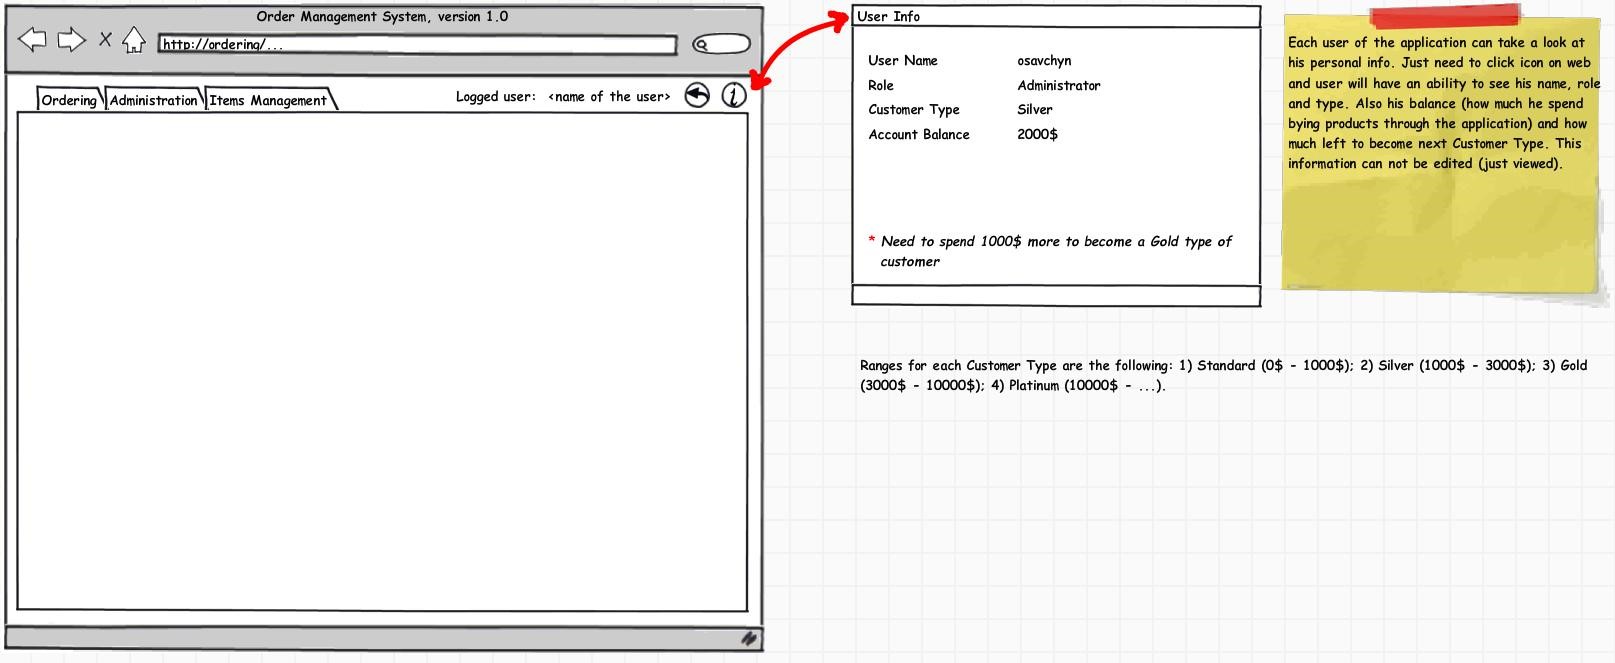 Order Management System, version 1.0
http://ordering/...
Ordering Administration Items Management
Logged user: <name of the user>
User Info
User Name osavchyn
Role Administrator
Customer Type Silver
Account Balance 2000$
* Need to spend 1000$ more to become a Gold type of
customer
Each user of the application can take a look at
his personal info. Just need to click icon on web
and user will have an ability to see his name, role
and type. Also his balance (how much he spend
bying products through the application) and how
much left to become next Customer Type. This
information can not be edited (just viewed).
Ranges for each Customer Type are the following: 1) Standard (0$ - 1000$); 2) Silver (1000$ - 3000$); 3) Gold
(3000$ - 10000$); 4) Platinum (10000$ - ...).